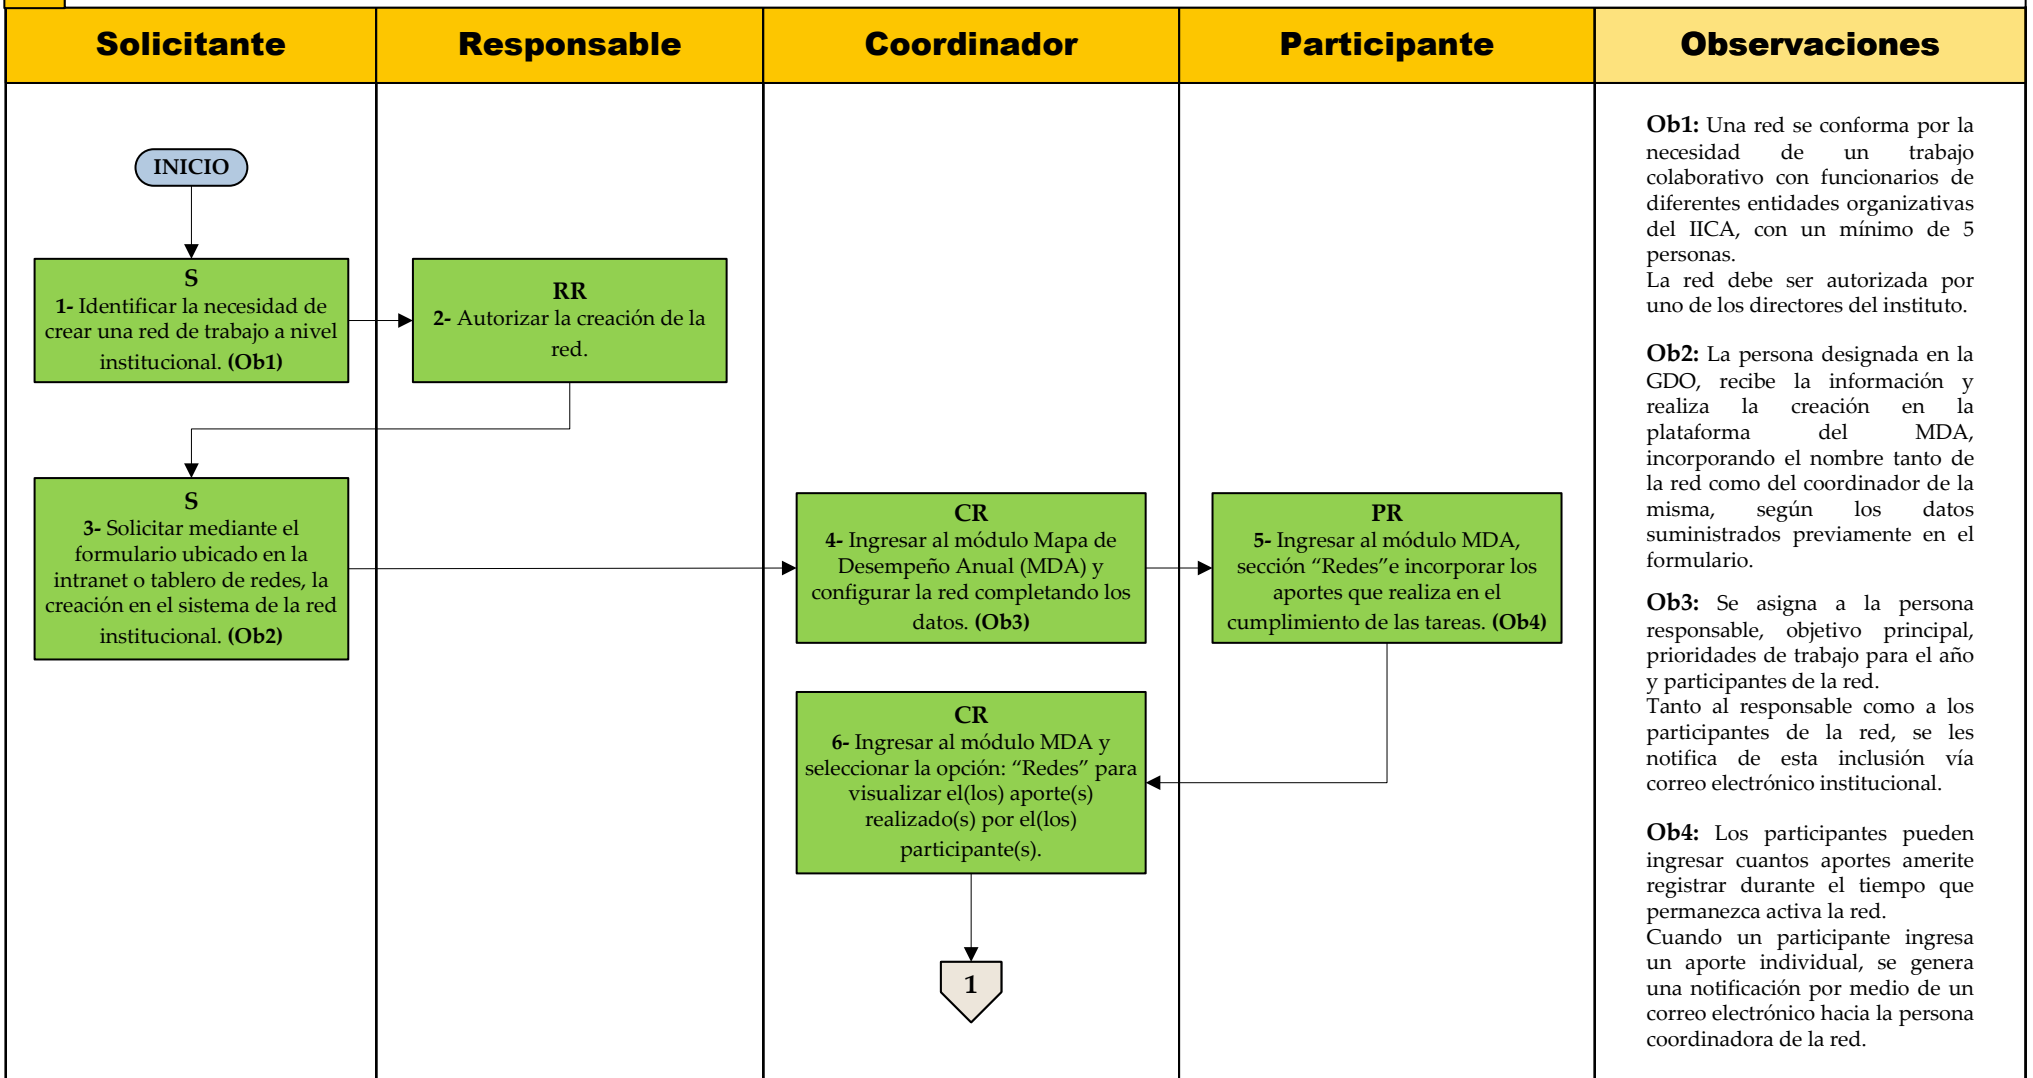 Solicitante
Responsable
Coordinador
Participante
Observaciones
INICIO
S
1- Identificar la necesidad de
crear una red de trabajo a nivel
institucional. (Ob1)
RR
2- Autorizar la creación de la
red.
S
3- Solicitar mediante el
formulario ubicado en la
intranet o tablero de redes, la
creación en el sistema de la red
institucional. (Ob2)
CR
4- Ingresar al módulo Mapa de
Desempeño Anual (MDA) y
configurar la red completando los
datos. (Ob3)
PR
5- Ingresar al módulo MDA,
sección “Redes”e incorporar los
aportes que realiza en el
cumplimiento de las tareas. (Ob4)
CR
6- Ingresar al módulo MDA y
seleccionar la opción: “Redes” para
visualizar el(los) aporte(s)
realizado(s) por el(los)
participante(s).
1
Ob1: Una red se conforma por la
necesidad de un trabajo
colaborativo con funcionarios de
diferentes entidades organizativas
del IICA, con un mínimo de 5
personas.
La red debe ser autorizada por
uno de los directores del instituto.
Ob2: La persona designada en la
GDO, recibe la información y
realiza la creación en la
plataforma del MDA,
incorporando el nombre tanto de
la red como del coordinador de la
misma, según los datos
suministrados previamente en el
formulario.
Ob3: Se asigna a la persona
responsable, objetivo principal,
prioridades de trabajo para el año
y participantes de la red.
Tanto al responsable como a los
participantes de la red, se les
notifica de esta inclusión vía
correo electrónico institucional.
Ob4: Los participantes pueden
ingresar cuantos aportes amerite
registrar durante el tiempo que
permanezca activa la red.
Cuando un participante ingresa
un aporte individual, se genera
una notificación por medio de un
correo electrónico hacia la persona
coordinadora de la red.